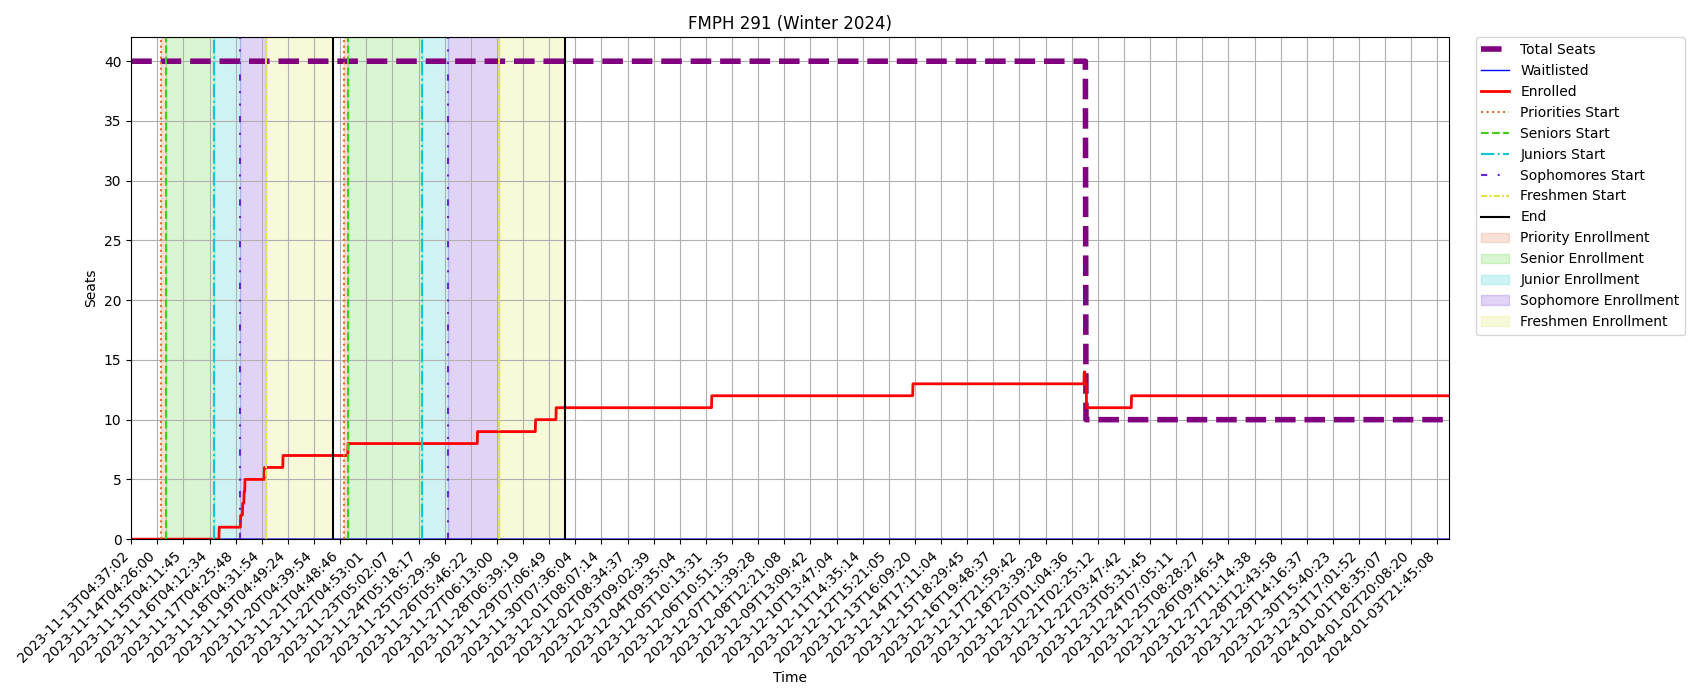 FMPH 291 (Winter 2024)
Seats
40
35
30
25
20
15
10
5
0
2023-11-13T04:37:02
2023-11-14T04:26:00
2023-11-15T04:11:45
2023-11-16T04:12:34
2023-11-17T04:25:48
2023-11-18T04:31:54
2023-11-19T04:49:24
2023-11-20T04:39:54
2023-11-21T04:48:46
2023-11-22T04:53:01
2023-11-23T05:02:07
2023-11-24T05:18:17
2023-11-25T05:29:36
2023-11-26T05:46:22
2023-11-27T06:13:00
2023-11-28T06:39:19
2023-11-29T07:06:49
2023-11-30T07:36:04
2023-12-01T08:07:14
2023-12-02T08:34:37
2023-12-03T09:02:39
2023-12-04T09:35:04
2023-12-05T10:13:31
2023-12-06T10:51:35
2023-12-07T11:39:28
2023-12-08T12:21:08
2023-12-09T13:09:42
2023-12-10T13:47:04
2023-12-11T14:35:14
2023-12-12T15:21:05
2023-12-13T16:09:20
2023-12-14T17:11:04
2023-12-15T18:29:45
2023-12-16T19:48:37
2023-12-17T21:59:42
2023-12-18T23:39:28
2023-12-20T01:04:36
2023-12-21T02:25:12
2023-12-22T03:47:42
2023-12-23T05:31:45
2023-12-24T07:05:11
2023-12-25T08:28:27
2023-12-26T09:46:54
2023-12-27T11:14:38
2023-12-28T12:43:58
2023-12-29T14:16:37
2023-12-30T15:40:23
2023-12-31T17:01:52
2024-01-01T18:35:07
2024-01-02T20:08:20
2024-01-03T21:45:08
Time
Total Seats
Waitlisted
Enrolled
Priorities Start
Seniors Start
Juniors Start
Sophomores Start
Freshmen Start
End
Priority Enrollment
Senior Enrollment
Junior Enrollment
Sophomore Enrollment
Freshmen Enrollment